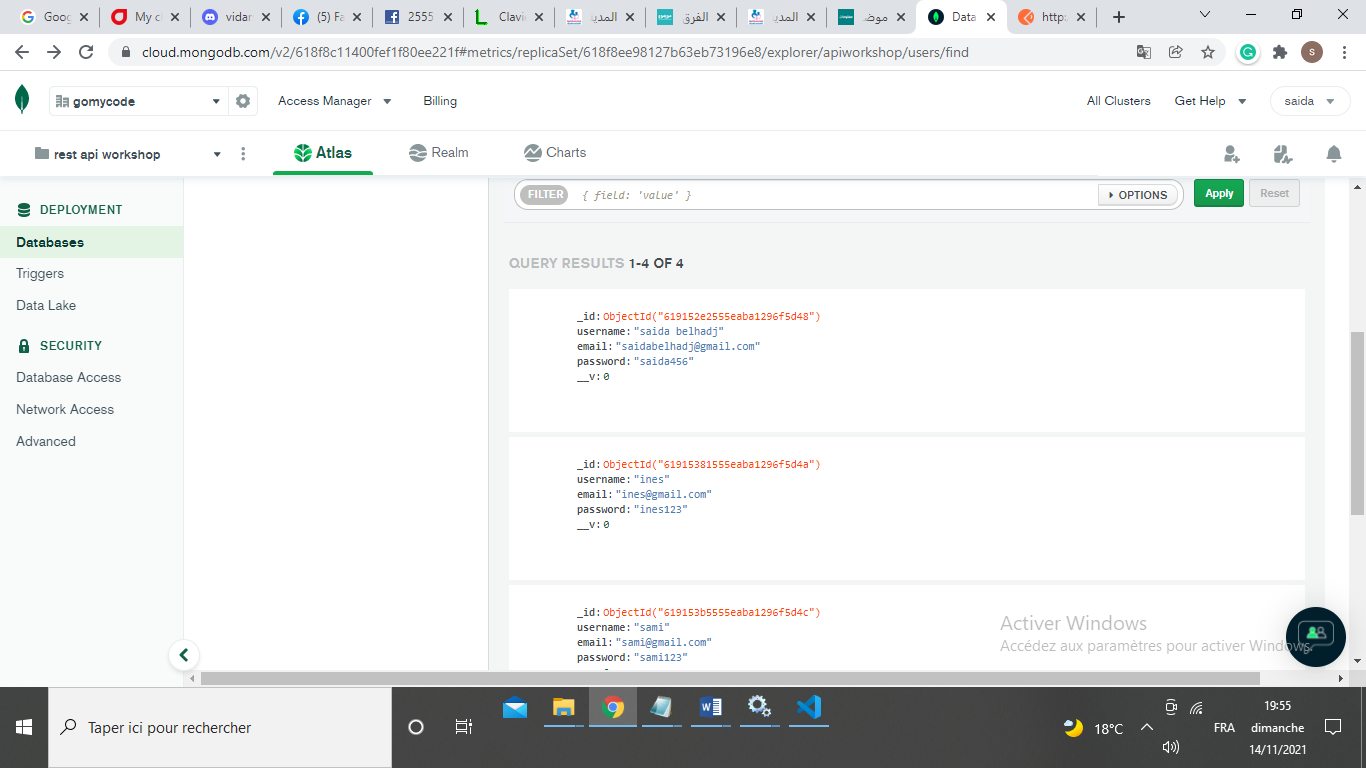 Goog
My cl
vidar
(5) Fa
2555
Clavie
المدين
الفرق
المدين
موضـ
Data
http:
cloud.mongodb.com/v2/618f8c11400fef1f80ee221f#metrics/replicaSet/618f8ee98127b63eb73196e8/explorer/apiworkshop/users/find
S
gomycode
Access Manager
Billing
All Clusters
Get Help
saida
rest api workshop
Atlas
Realm
Charts
DEPLOYMENT
Databases
Triggers
Data Lake
SECURITY
Database Access
Network Access
Advanced
FILTER { field: 'value' }
OPTIONS
Apply
Reset
QUERY RESULTS 1-4 OF 4
_id: ObjectId("619152e2555eaba1296f5d48")
username: "saida belhadj"
email: "saidabelhadj@gmail.com"
password: "saida456"
__v: 0
_id: ObjectId("61915381555eaba1296f5d4a")
username: "ines"
email: "ines@gmail.com"
password: "ines123"
__v: 0
_id: ObjectId("619153b5555eaba1296f5d4c")
username: "sami"
email: "sami@gmail.com"
password: "sami123"
Activer Windows
Accédez aux paramètres pour activer Windows.
Taper ici pour rechercher
18°C
FRA
19:55
dimanche
14/11/2021